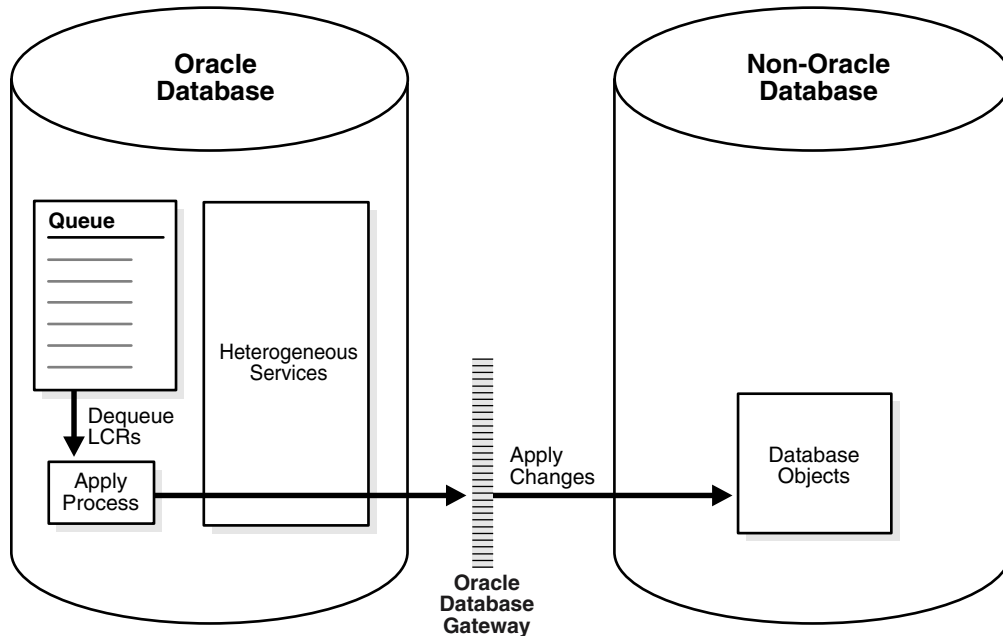 Oracle
Database
Non-Oracle
Database
Queue
Heterogeneous
Services
Dequeue
LCRs
Apply
Process
Apply
Changes
Database
Objects
Oracle
Database
Gateway